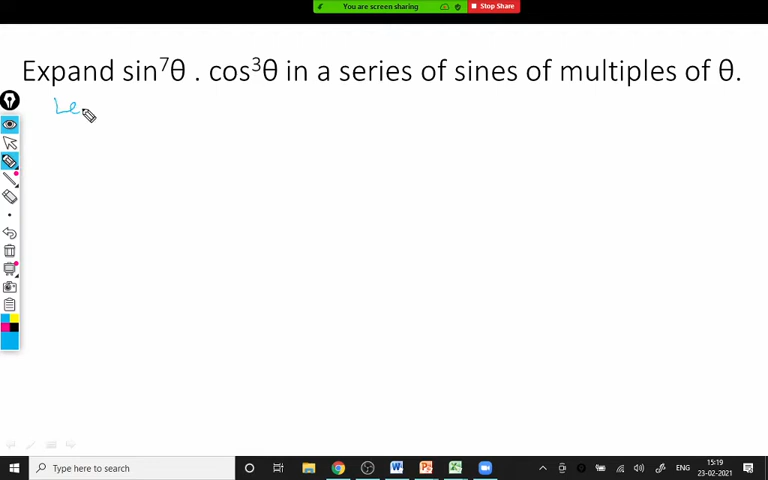 You are screen sharing
Stop Share
Expand sin⁷θ . cos³θ in a series of sines of multiples of θ.
Le
Type here to search
ENG
15:19
23-02-2021